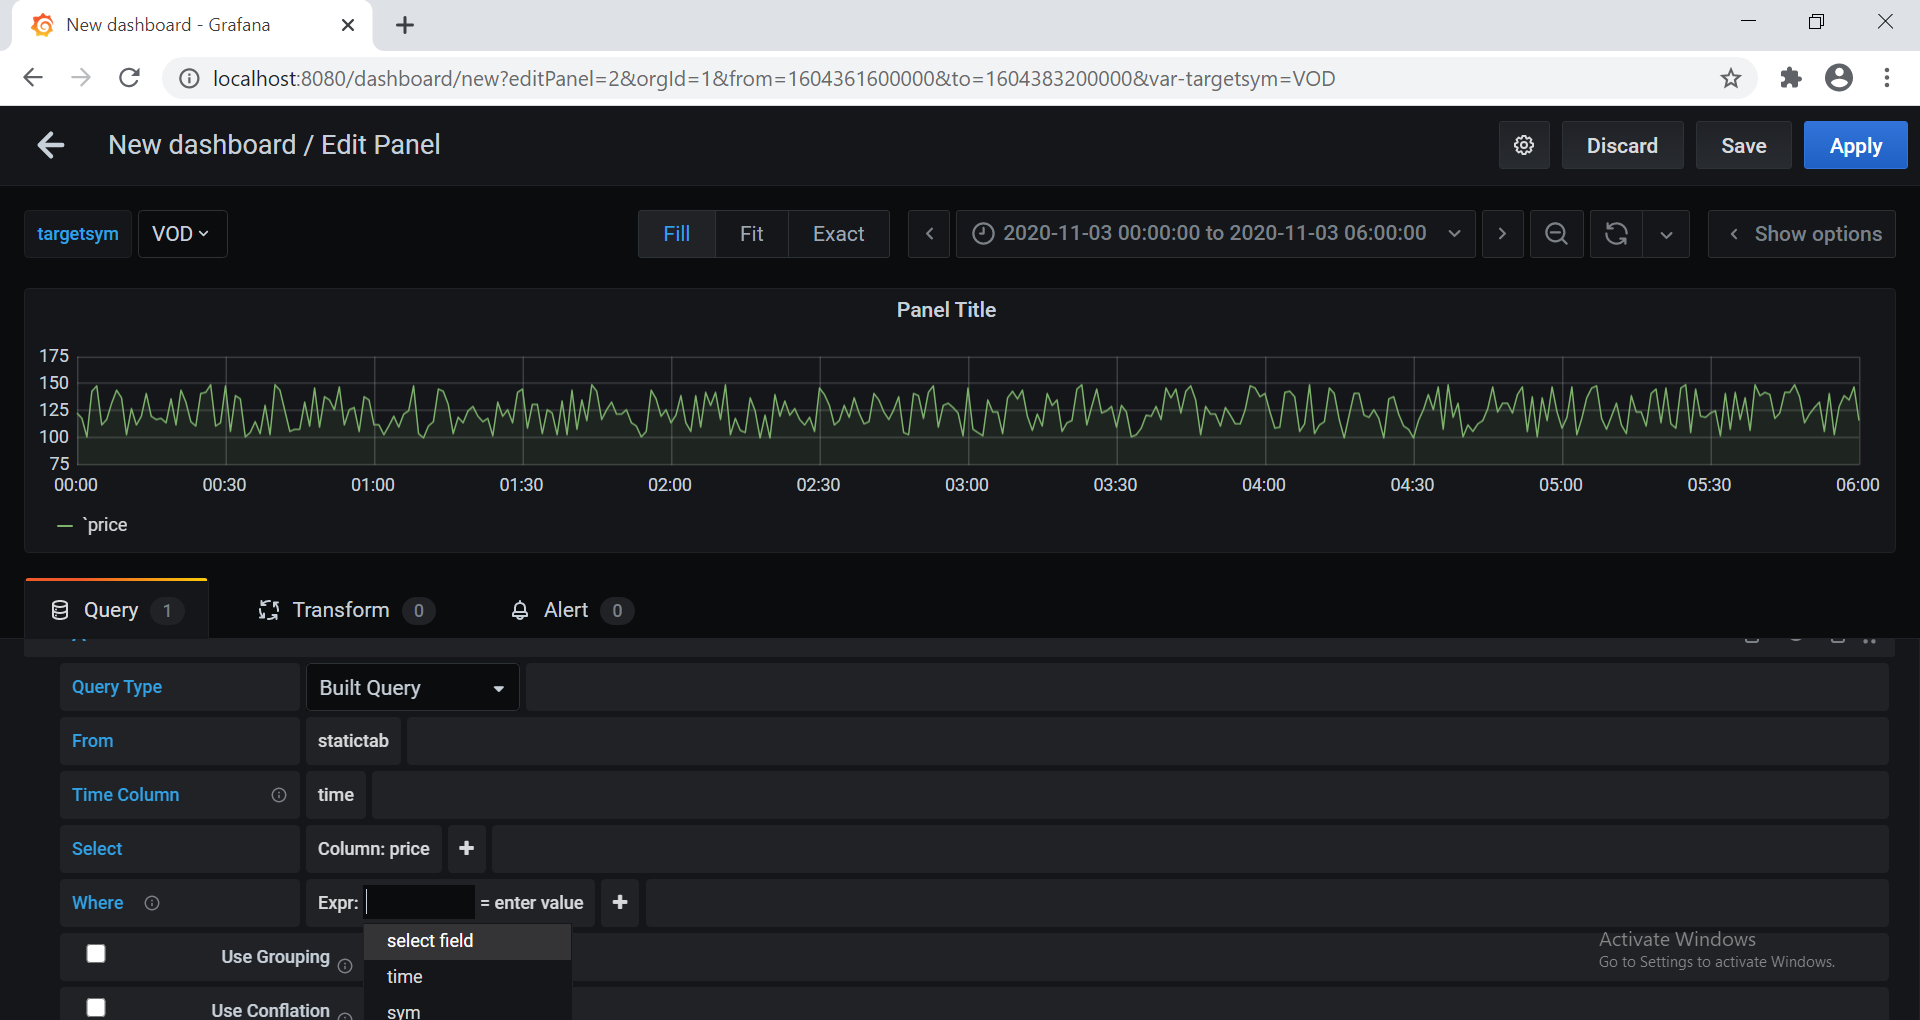 New dashboard - Grafana
localhost:8080/dashboard/new?editPanel=2&orgId=1&from=1604361600000&to=1604383200000&var-targetsym=VOD
New dashboard / Edit Panel
Discard
Save
Apply
targetsym
VOD
Fill
Fit
Exact
2020-11-03 00:00:00 to 2020-11-03 06:00:00
Show options
Panel Title
175
150
125
100
75
00:00
00:30
01:00
01:30
02:00
02:30
03:00
03:30
04:00
04:30
05:00
05:30
06:00
`price
Query 1
Transform 0
Alert 0
Query Type
Built Query
From
statictab
Time Column
time
Select
Column: price
Where
Expr:
= enter value
select field
time
sym
Use Grouping
Use Conflation
Activate Windows
Go to Settings to activate Windows.